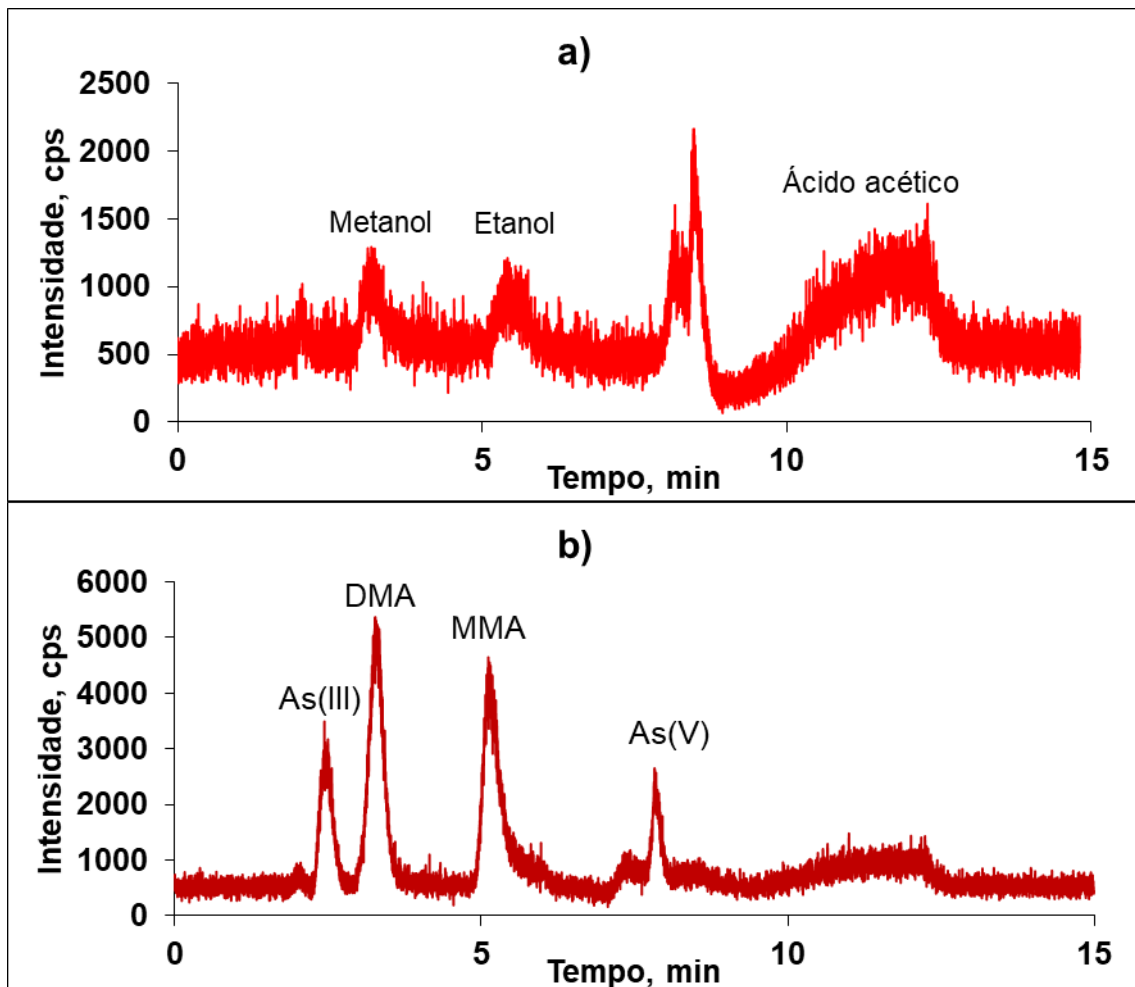 a)
2500
2000
1500
1000
500
0
Intensidade, cps
Metanol
Etanol
Ácido acético
0 5 10 15
Tempo, min
b)
6000
5000
4000
3000
2000
1000
0
Intensidade, cps
As(III)
DMA
MMA
As(V)
0 5 10 15
Tempo, min